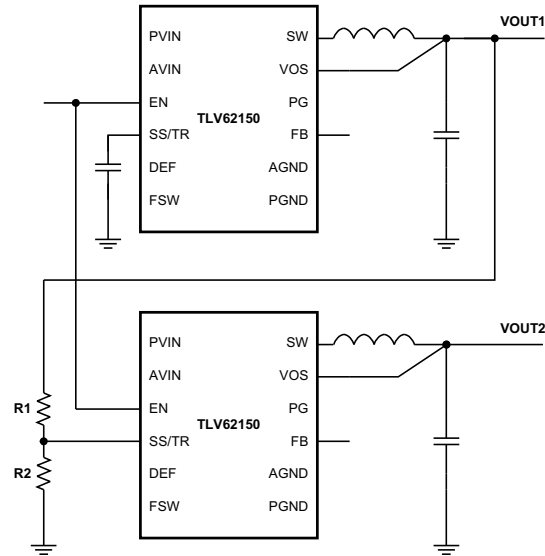 VOUT1
PVIN SW
AVIN VOS
EN PG
TLV62150
SS/TR FB
DEF AGND
FSW PGND
VOUT2
PVIN SW
AVIN VOS
R1
EN PG
TLV62150
SS/TR FB
R2
DEF AGND
FSW PGND